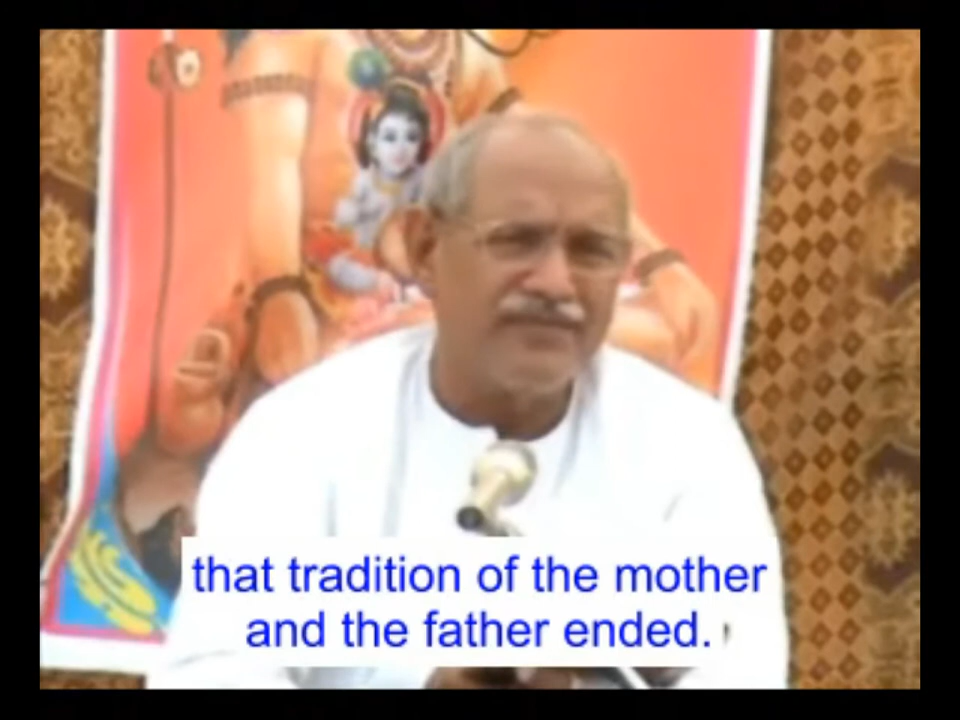 that tradition of the mother
and the father ended.